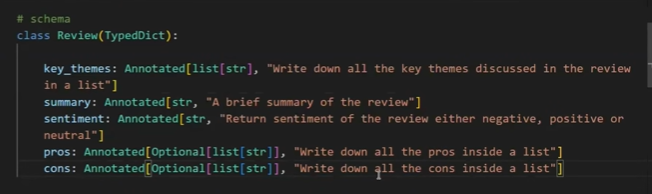 # schema
class Review(TypedDict):
key_themes: Annotated[list[str], "Write down all the key themes discussed in the review
in a list"]
summary: Annotated[str, "A brief summary of the review"]
sentiment: Annotated[str, "Return sentiment of the review either negative, positive or
neutral"]
pros: Annotated[Optional[list[str]], "Write down all the pros inside a list"]
cons: Annotated[Optional[list[str]], "Write down all the cons inside a list"]